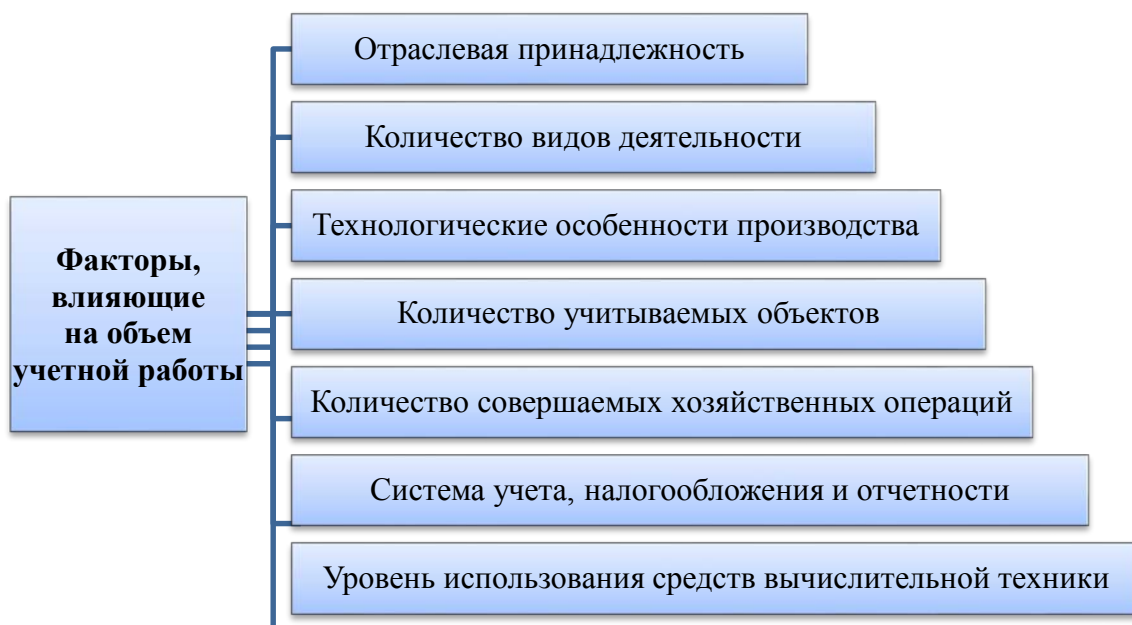 Факторы,
влияющие
на объем
учетной работы
Отраслевая принадлежность
Количество видов деятельности
Технологические особенности производства
Количество учитываемых объектов
Количество совершаемых хозяйственных операций
Система учета, налогообложения и отчетности
Уровень использования средств вычислительной техники